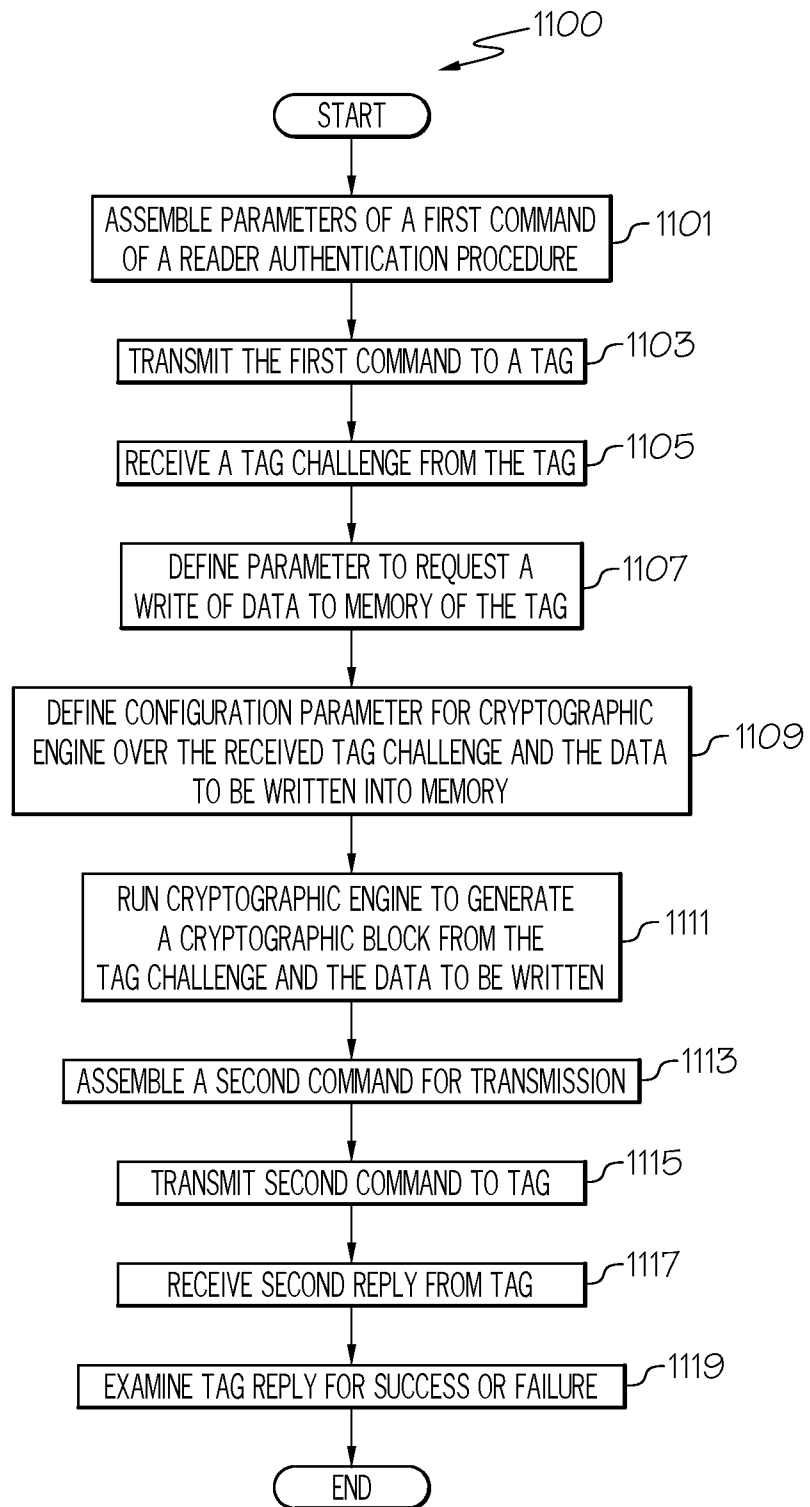 1100
START
ASSEMBLE PARAMETERS OF A FIRST COMMAND
OF A READER AUTHENTICATION PROCEDURE
1101
TRANSMIT THE FIRST COMMAND TO A TAG
1103
RECEIVE A TAG CHALLENGE FROM THE TAG
1105
DEFINE PARAMETER TO REQUEST A
WRITE OF DATA TO MEMORY OF THE TAG
1107
DEFINE CONFIGURATION PARAMETER FOR CRYPTOGRAPHIC
ENGINE OVER THE RECEIVED TAG CHALLENGE AND THE DATA
TO BE WRITTEN INTO MEMORY
1109
RUN CRYPTOGRAPHIC ENGINE TO GENERATE
A CRYPTOGRAPHIC BLOCK FROM THE
TAG CHALLENGE AND THE DATA TO BE WRITTEN
1111
ASSEMBLE A SECOND COMMAND FOR TRANSMISSION
1113
TRANSMIT SECOND COMMAND TO TAG
1115
RECEIVE SECOND REPLY FROM TAG
1117
EXAMINE TAG REPLY FOR SUCCESS OR FAILURE
1119
END